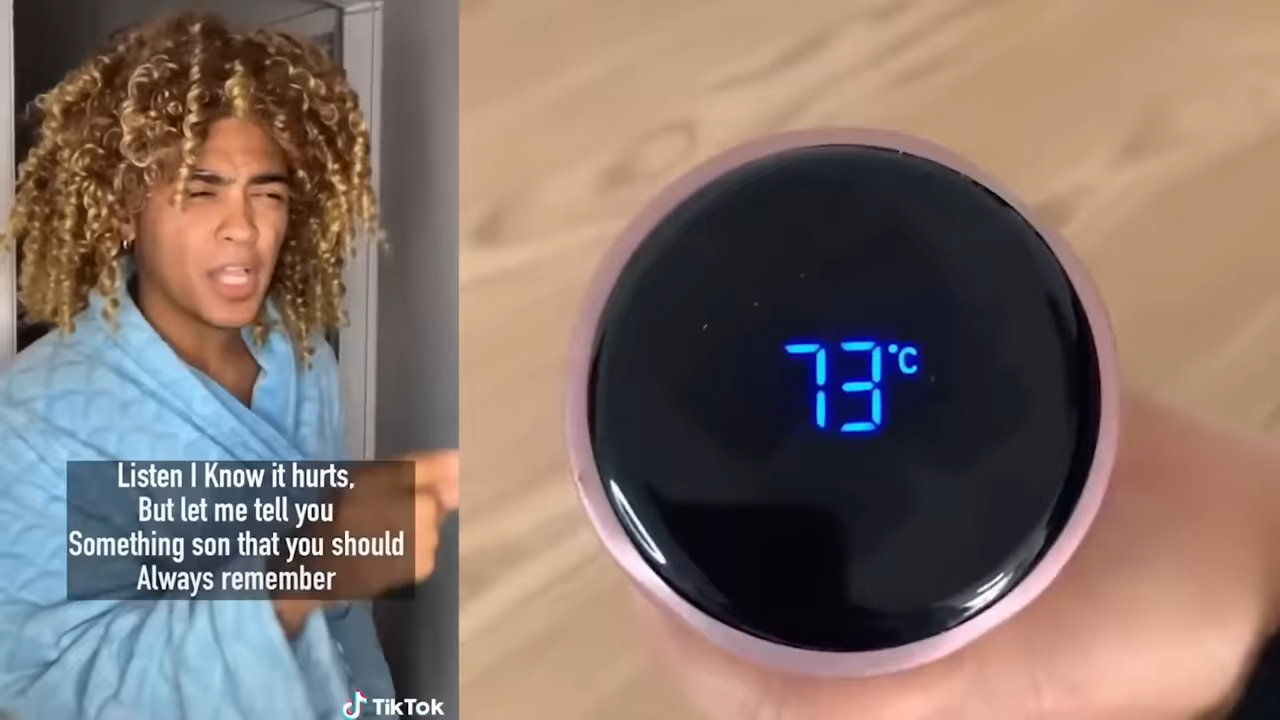 Listen I Know it hurts,
But let me tell you
Something son that you should
Always remember
TikTok
73°C